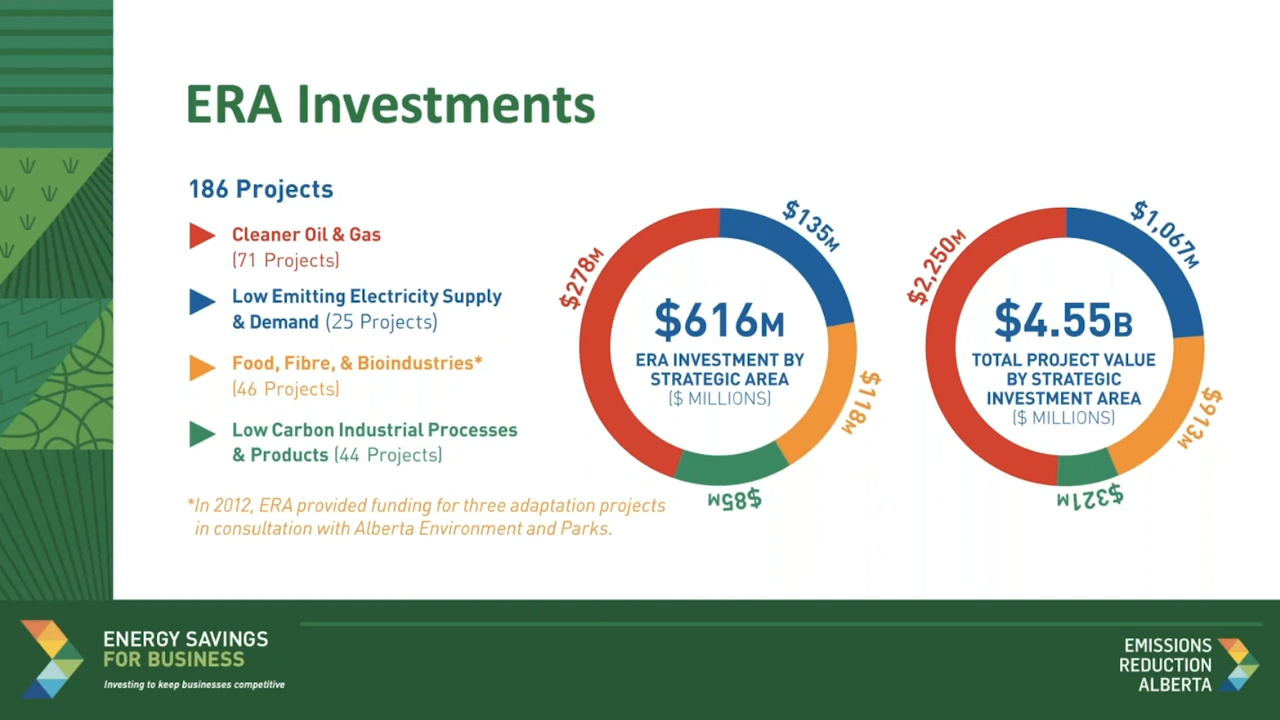 ERA Investments
186 Projects
Cleaner Oil & Gas
(71 Projects)
Low Emitting Electricity Supply
& Demand (25 Projects)
Food, Fibre, & Bioindustries*
(46 Projects)
Low Carbon Industrial Processes
& Products (44 Projects)
*In 2012, ERA provided funding for three adaptation projects
in consultation with Alberta Environment and Parks.
$278M
$135M
$118M
$85M
$616M
ERA INVESTMENT BY
STRATEGIC AREA
($ MILLIONS)
$2,250M
$1,067M
$913M
$321M
$4.55B
TOTAL PROJECT VALUE
BY STRATEGIC
INVESTMENT AREA
($ MILLIONS)
ENERGY SAVINGS
FOR BUSINESS
Investing to keep businesses competitive
EMISSIONS
REDUCTION
ALBERTA